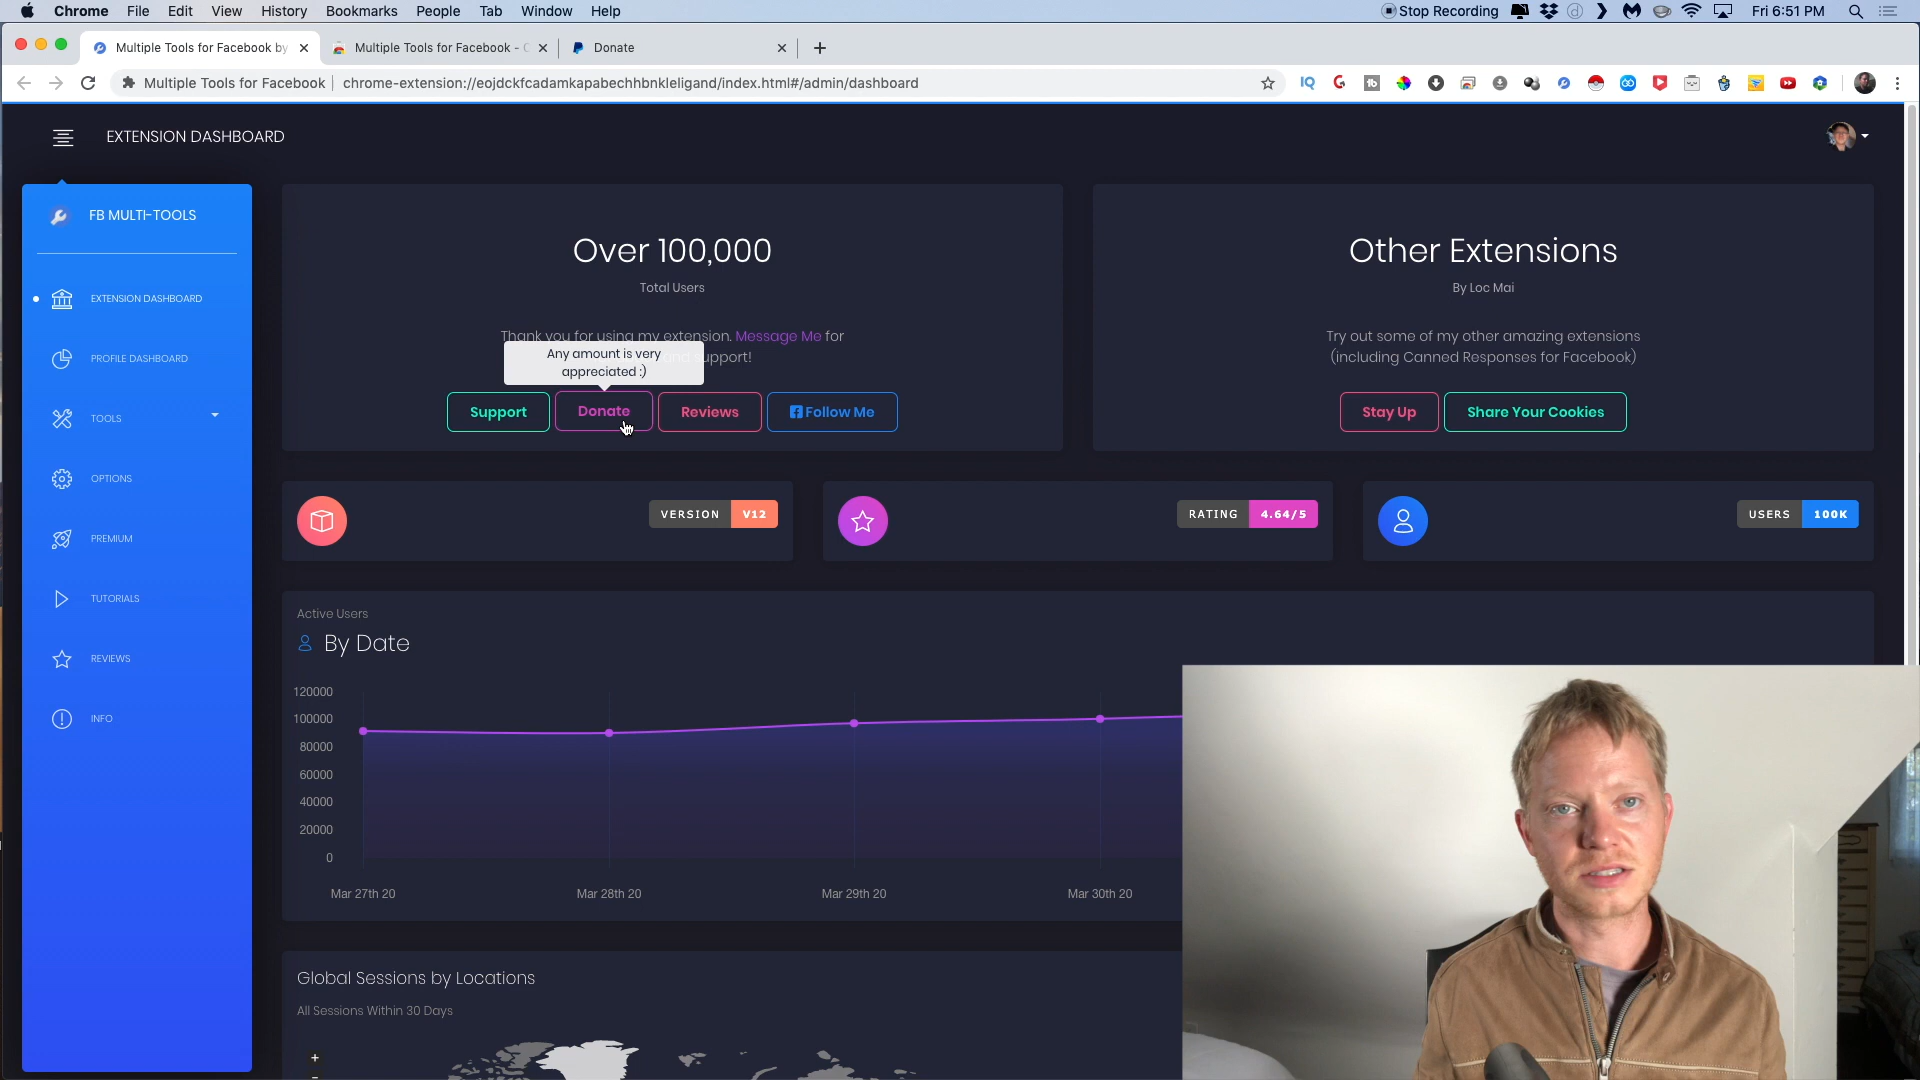 Chrome File Edit View History Bookmarks People Tab Window Help Stop Recording Fri 6:51 PM
Multiple Tools for Facebook by
Multiple Tools for Facebook - C
Donate
Multiple Tools for Facebook chrome-extension://eojdckfcadamkapabechhbnkleligand/index.html#/admin/dashboard
EXTENSION DASHBOARD
FB MULTI-TOOLS
EXTENSION DASHBOARD
PROFILE DASHBOARD
TOOLS
OPTIONS
PREMIUM
TUTORIALS
REVIEWS
INFO
Over 100,000
Total Users
Thank you for using my extension. Message Me for
upport!
Any amount is very
appreciated :)
Support Donate Reviews Follow Me
Other Extensions
By Loc Mai
Try out some of my other amazing extensions
(including Canned Responses for Facebook)
Stay Up Share Your Cookies
VERSION V12
RATING 4.64/5
USERS 100K
Active Users
By Date
120000
100000
80000
60000
40000
20000
0
Mar 27th 20 Mar 28th 20 Mar 29th 20 Mar 30th 20
Global Sessions by Locations
All Sessions Within 30 Days
+
-